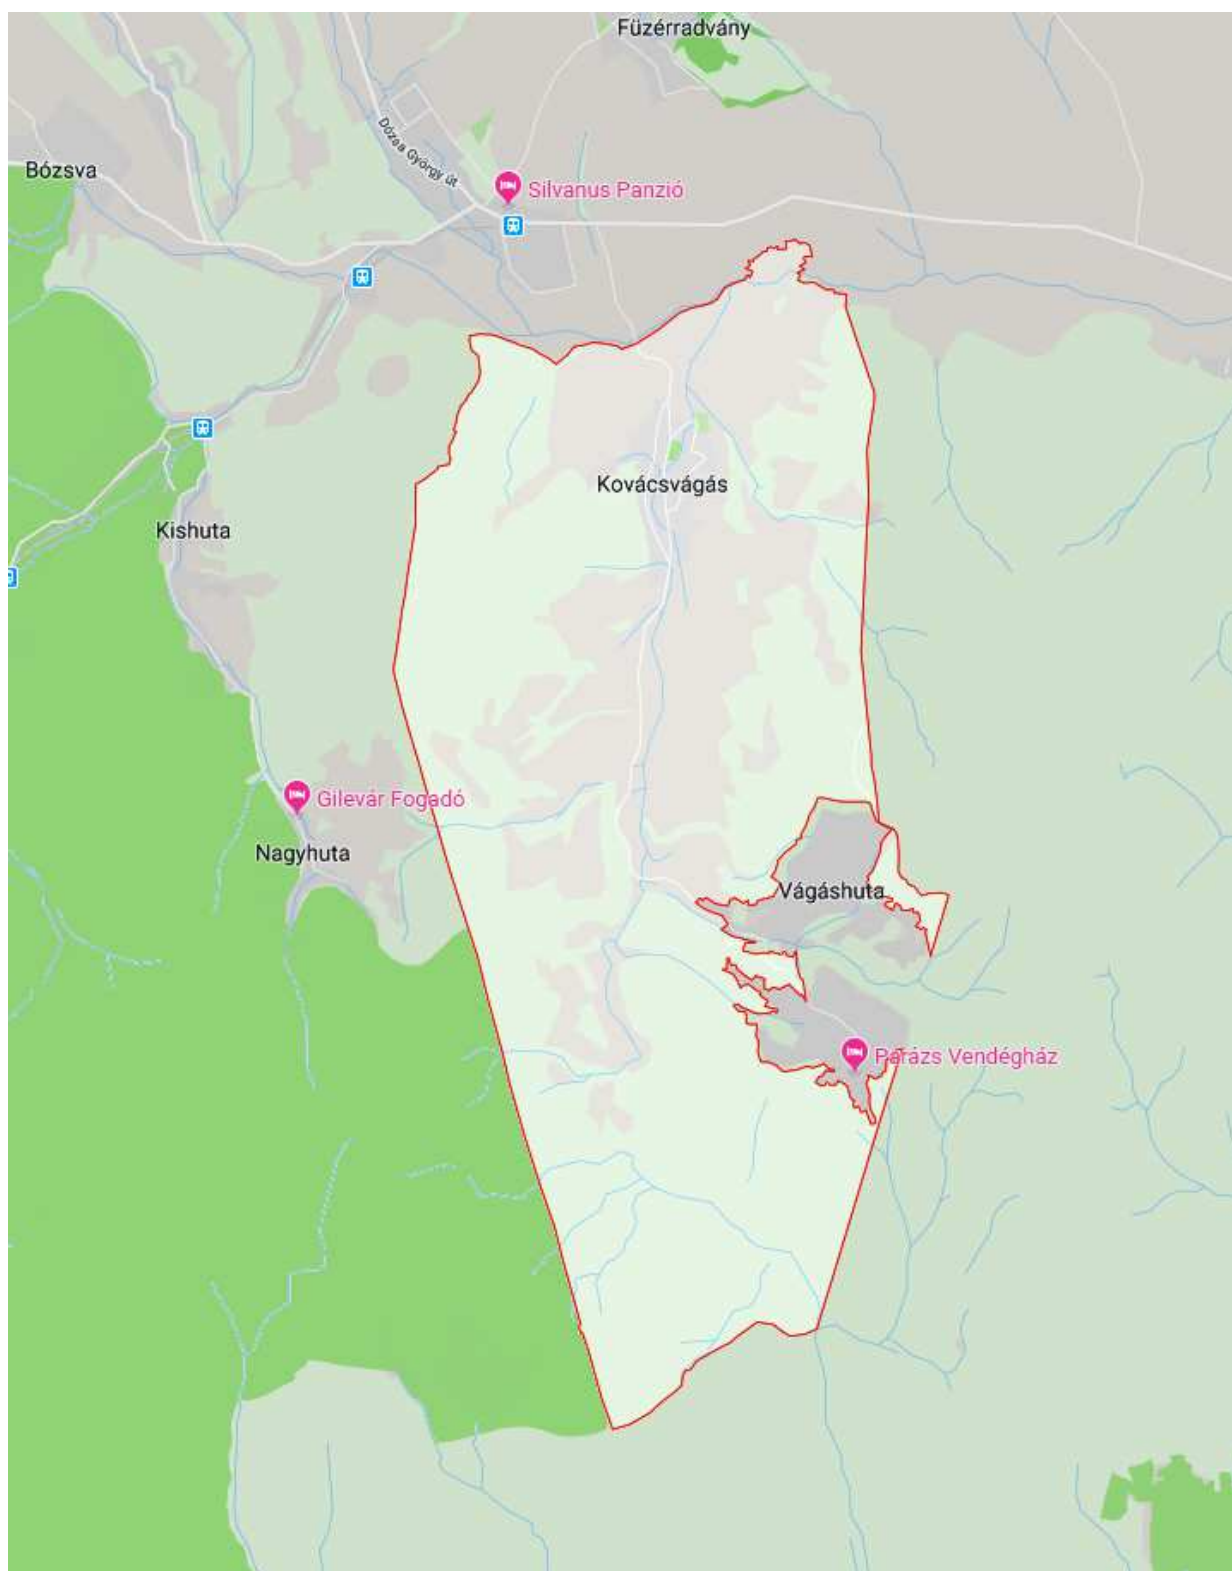 Füzérradvány
Dózsa György út
Bózsva
Silvanus Panzió
Kovácsvágás
Kishuta
Gilevár Fogadó
Nagyhuta
Vágáshuta
Parázs Vendégház